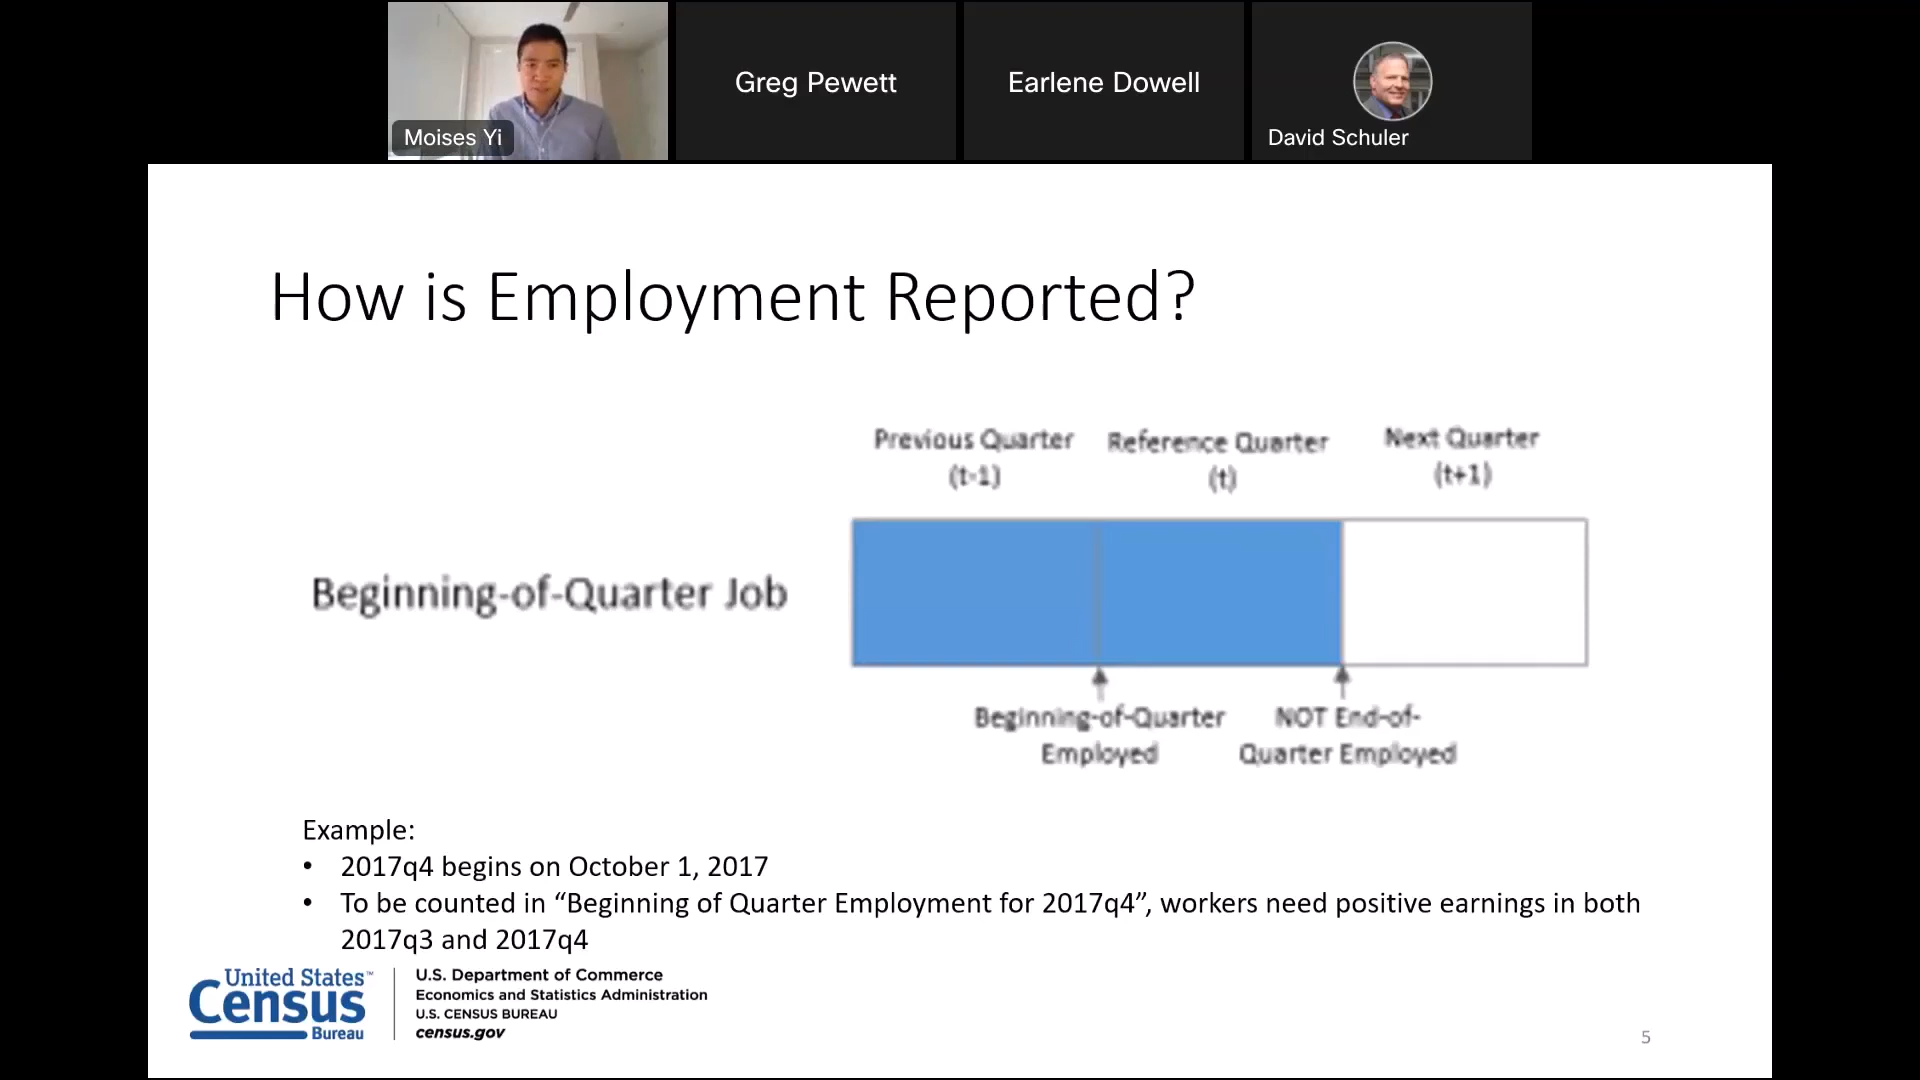 Moises Yi
Greg Pewett
Earlene Dowell
David Schuler
How is Employment Reported?
Previous Quarter
(t-1)
Reference Quarter
(t)
Next Quarter
(t+1)
Beginning-of-Quarter Job
Beginning-of-Quarter
Employed
NOT End-of-
Quarter Employed
Example:
• 2017q4 begins on October 1, 2017
• To be counted in “Beginning of Quarter Employment for 2017q4”, workers need positive earnings in both
2017q3 and 2017q4
United States™
Census
Bureau
U.S. Department of Commerce
Economics and Statistics Administration
U.S. CENSUS BUREAU
census.gov
5